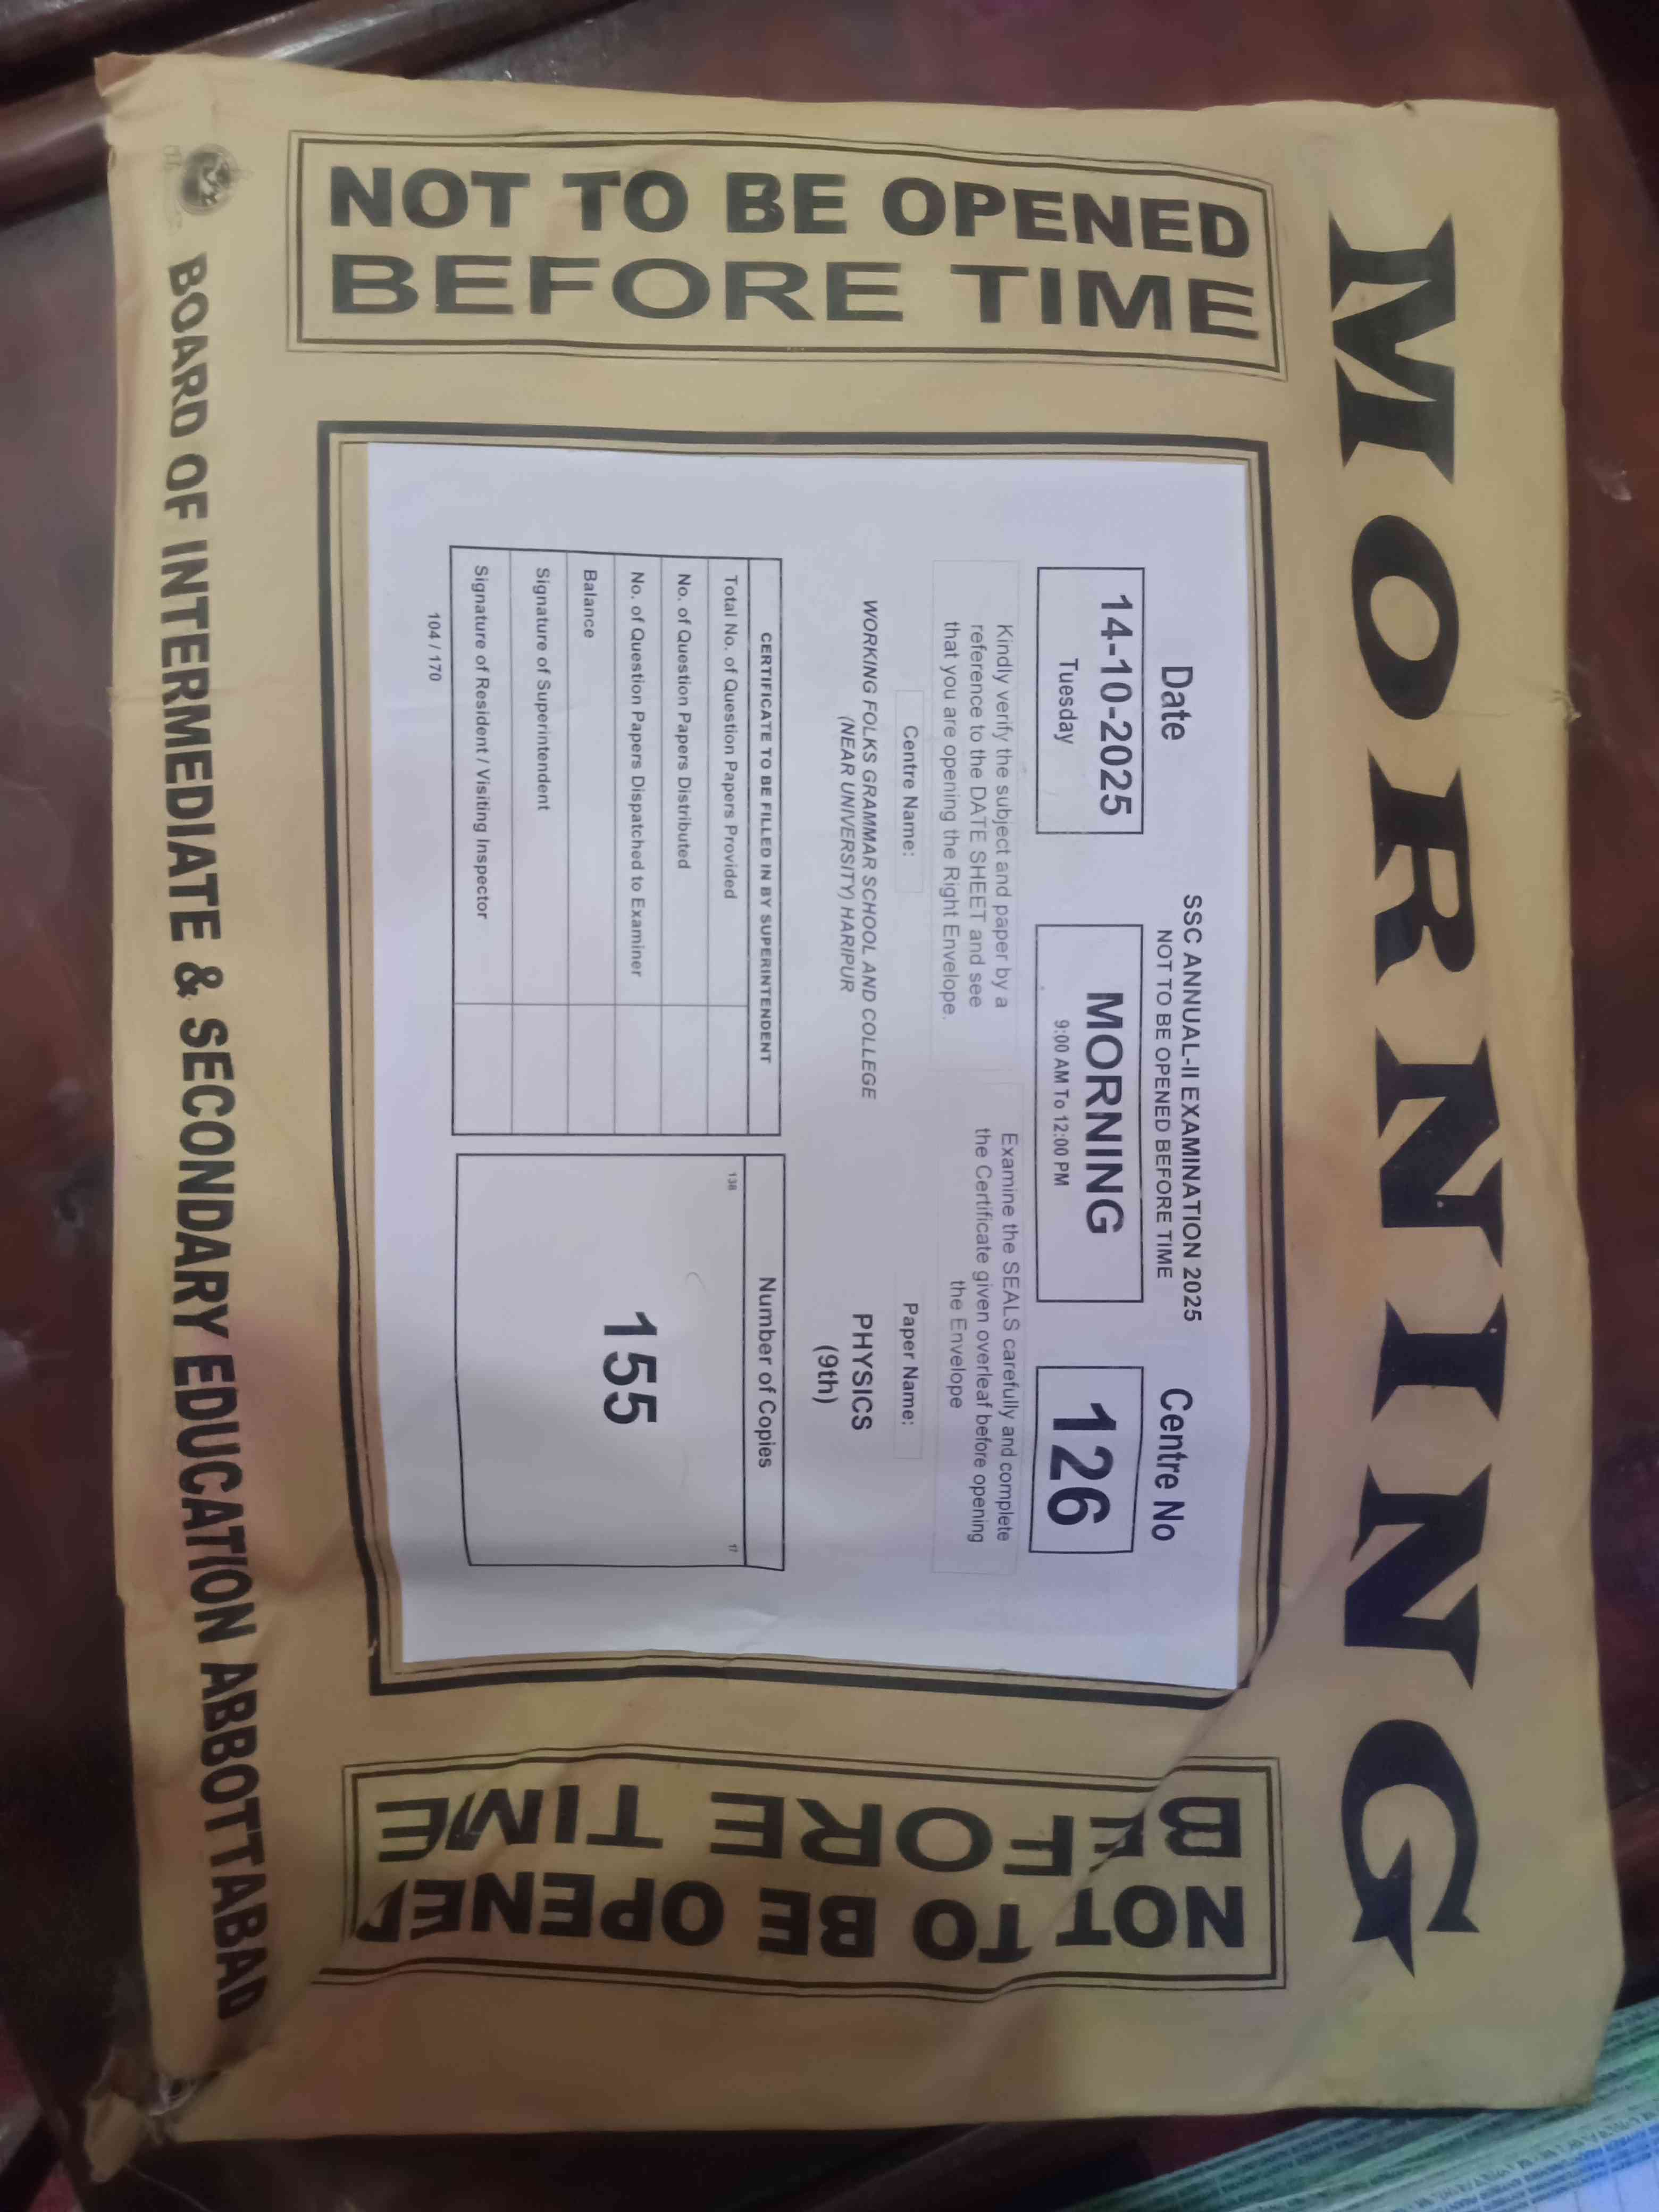 MORNING
NOT TO BE OPENED
BEFORE TIME
SSC ANNUAL-II EXAMINATION 2025
NOT TO BE OPENED BEFORE TIME
Date
14-10-2025
Tuesday
MORNING
9:00 AM To 12:00 PM
Centre No
126
Kindly verify the subject and paper by a
reference to the DATE SHEET and see
that you are opening the Right Envelope.
Examine the SEALS carefully and complete
the Certificate given overleaf before opening
the Envelope
Centre Name:
WORKING FOLKS GRAMMAR SCHOOL AND COLLEGE
(NEAR UNIVERSITY) HARIPUR
Paper Name:
PHYSICS
(9th)
CERTIFICATE TO BE FILLED IN BY SUPERINTENDENT
Total No. of Question Papers Provided
No. of Question Papers Distributed
No. of Question Papers Dispatched to Examiner
Balance
Signature of Superintendent
Signature of Resident / Visiting Inspector
Number of Copies
138
17
155
104 / 170
NOT TO BE OPENED
BEFORE TIME
BOARD OF INTERMEDIATE & SECONDARY EDUCATION ABBOTTABAD